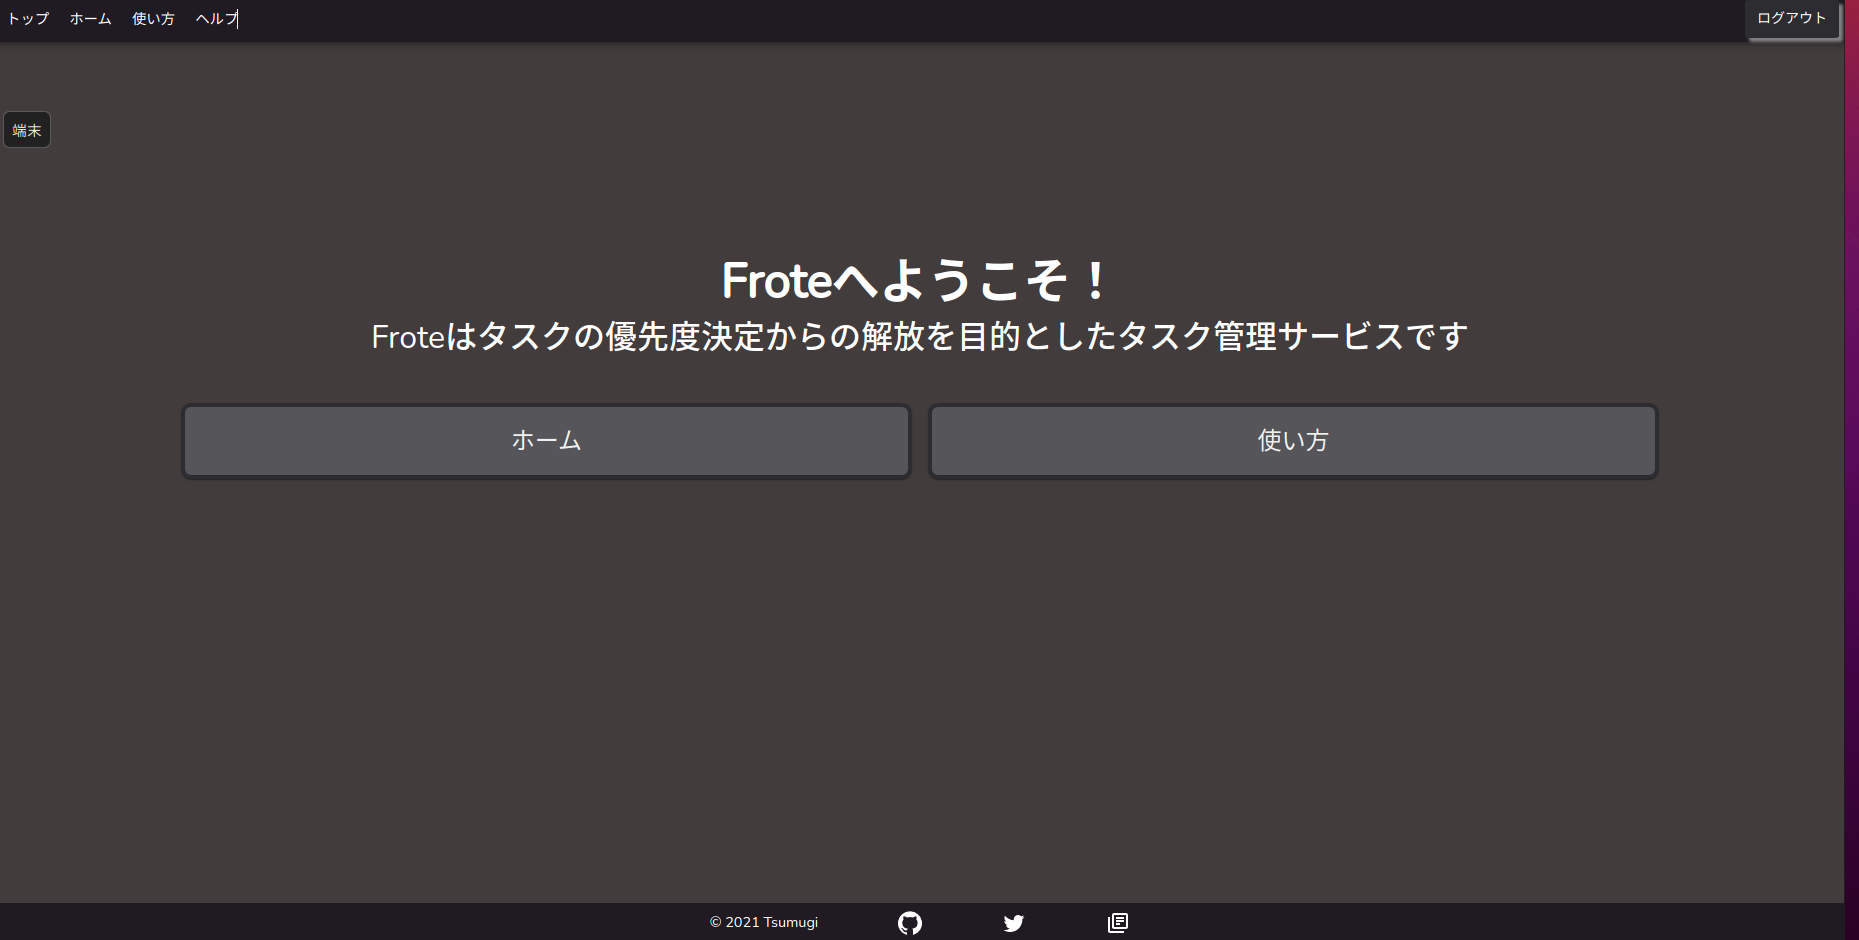 トップ ホーム 使い方 ヘルプ ログアウト
端末
Froteへようこそ！
Froteはタスクの優先度決定からの解放を目的としたタスク管理サービスです
ホーム 使い方
© 2021 Tsumugi